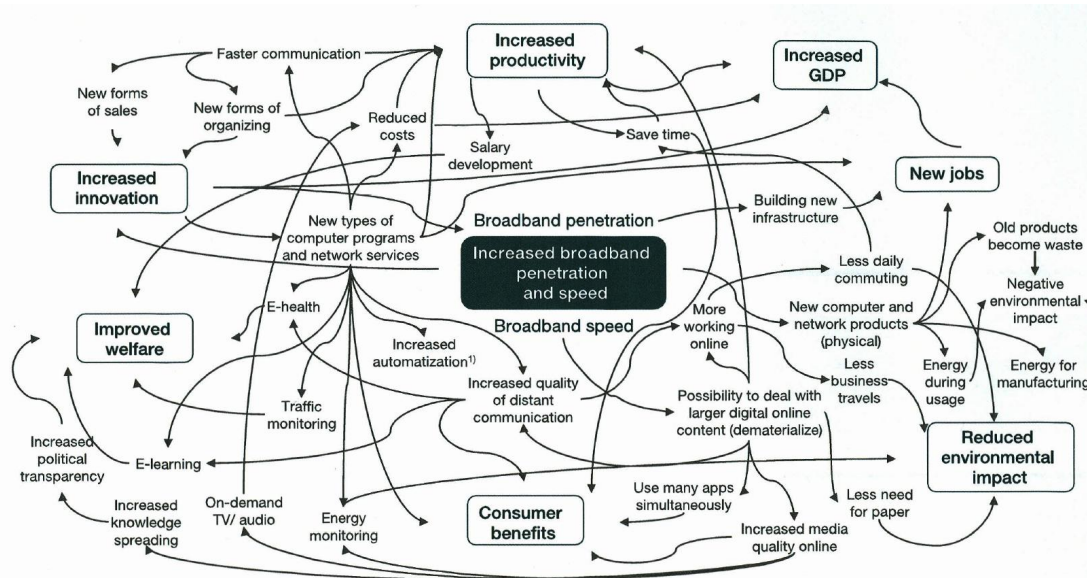 Increased
productivity
Increased
GDP
Faster communication
New forms
of sales
New forms of
organizing
Reduced
costs
Salary
development
Save time
Increased
innovation
New jobs
Building new
infrastructure
New types of
computer programs
and network services
Broadband penetration
Increased broadband
penetration
and speed
Broadband speed
Old products
become waste
Less daily
commuting
Negative
environmental
impact
E-health
More
working
online
New computer and
network products
(physical)
Improved
welfare
Increased
automatization1)
Energy
during
usage
Energy for
manufacturing
Less
business
travels
Increased quality
of distant
communication
Possibility to deal with
larger digital online
content (dematerialize)
Traffic
monitoring
Increased
political
transparency
E-learning
Reduced
environmental
impact
Increased
knowledge
spreading
On-demand
TV/ audio
Energy
monitoring
Consumer
benefits
Use many apps
simultaneously
Less need
for paper
Increased media
quality online